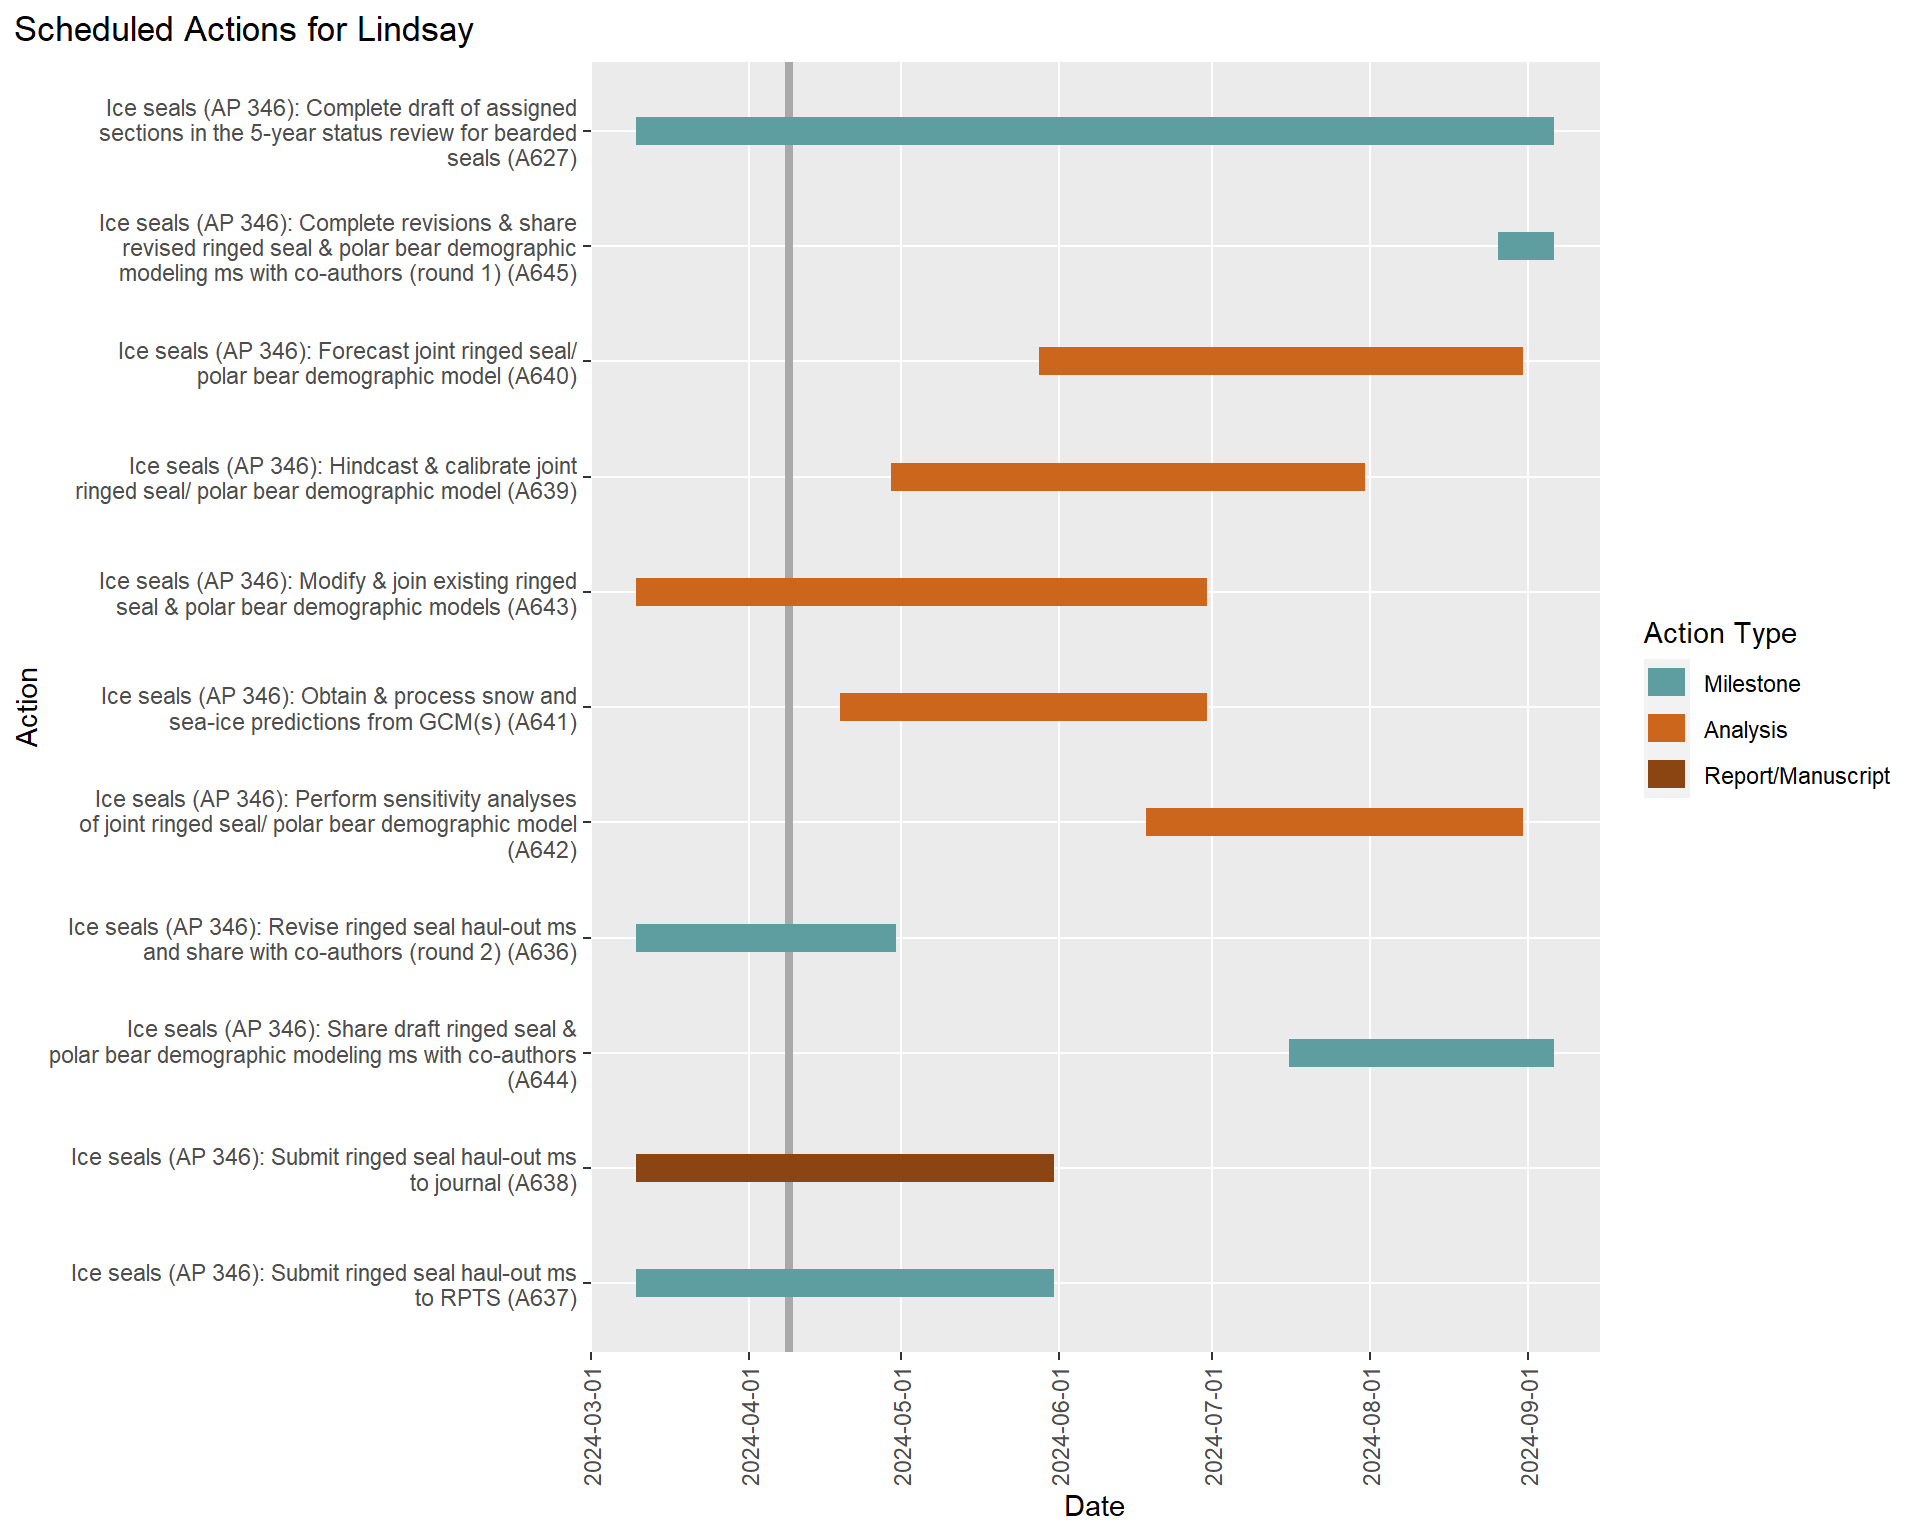 Scheduled Actions for Lindsay
Ice seals (AP 346): Complete draft of assigned
sections in the 5-year status review for bearded
seals (A627)
Ice seals (AP 346): Complete revisions & share
revised ringed seal & polar bear demographic
modeling ms with co-authors (round 1) (A645)
Ice seals (AP 346): Forecast joint ringed seal/
polar bear demographic model (A640)
Ice seals (AP 346): Hindcast & calibrate joint
ringed seal/ polar bear demographic model (A639)
Ice seals (AP 346): Modify & join existing ringed
seal & polar bear demographic models (A643)
Ice seals (AP 346): Obtain & process snow and
sea-ice predictions from GCM(s) (A641)
Ice seals (AP 346): Perform sensitivity analyses
of joint ringed seal/ polar bear demographic model
(A642)
Ice seals (AP 346): Revise ringed seal haul-out ms
and share with co-authors (round 2) (A636)
Ice seals (AP 346): Share draft ringed seal &
polar bear demographic modeling ms with co-authors
(A644)
Ice seals (AP 346): Submit ringed seal haul-out ms
to journal (A638)
Ice seals (AP 346): Submit ringed seal haul-out ms
to RPTS (A637)
Action
2024-03-01
2024-04-01
2024-05-01
2024-06-01
2024-07-01
2024-08-01
2024-09-01
Date
Action Type
Milestone
Analysis
Report/Manuscript